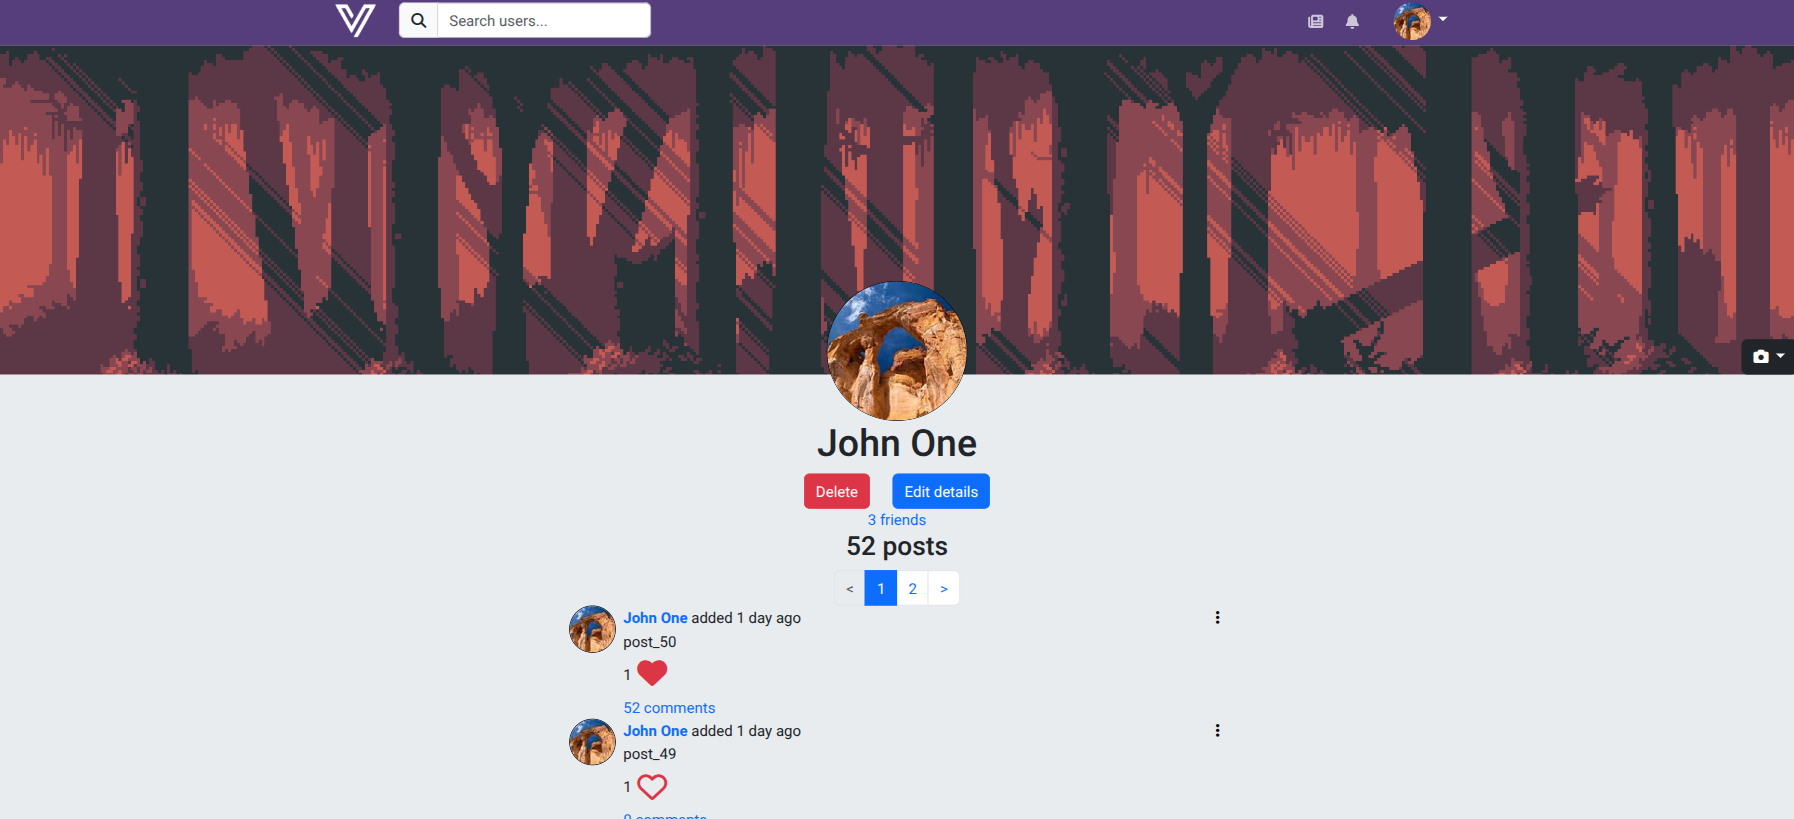 Search users...
John One
Delete Edit details
3 friends
52 posts
< 1 2 >
John One added 1 day ago
post_50
1
52 comments
John One added 1 day ago
post_49
1
comments